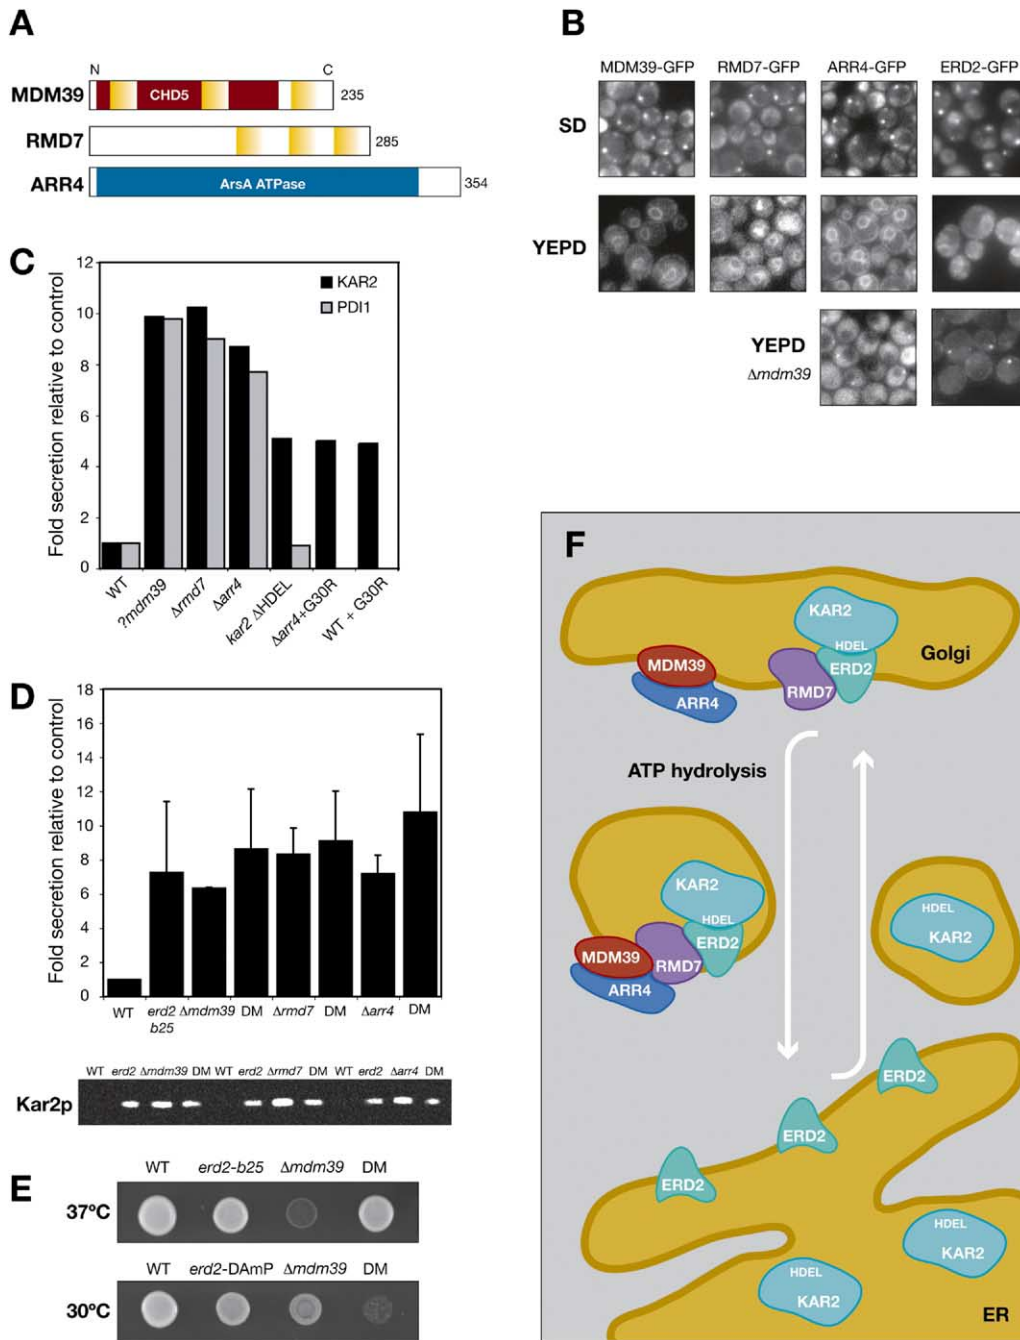 A
N C
MDM39 CHD5 235
RMD7 285
ARR4 ArsA ATPase 354
B
MDM39-GFP RMD7-GFP ARR4-GFP ERD2-GFP
SD
YEPD
YEPD
Δmdm39
C
Fold secretion relative to control
12
10
8
6
4
2
0
KAR2
PDI1
WT
?mdm39
Δrmd7
Δarr4
kar2 ΔHDEL
Δarr4+G30R
WT + G30R
D
Fold secretion relative to control
18
16
14
12
10
8
6
4
2
0
WT erd2 Δmdm39 DM Δrmd7 DM Δarr4 DM
b25
WT erd2 Δmdm39 DM WT erd2 Δrmd7 DM WT erd2 Δarr4 DM
Kar2p
E
WT erd2-b25 Δmdm39 DM
37ºC
WT erd2-DAmP Δmdm39 DM
30ºC
F
KAR2
HDEL
Golgi
MDM39
ERD2
RMD7
ARR4
ATP hydrolysis
KAR2
HDEL
ERD2
MDM39
RMD7
ARR4
HDEL
KAR2
ERD2
ERD2
ERD2
HDEL
KAR2
HDEL
KAR2
ER